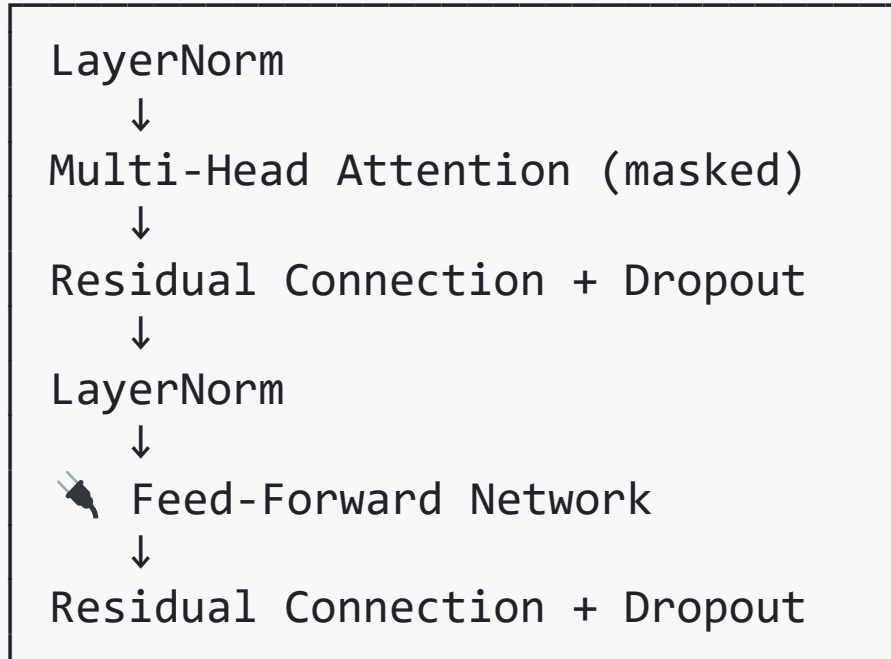 LayerNorm
↓
Multi-Head Attention (masked)
↓
Residual Connection + Dropout
↓
LayerNorm
↓
🔌 Feed-Forward Network
↓
Residual Connection + Dropout